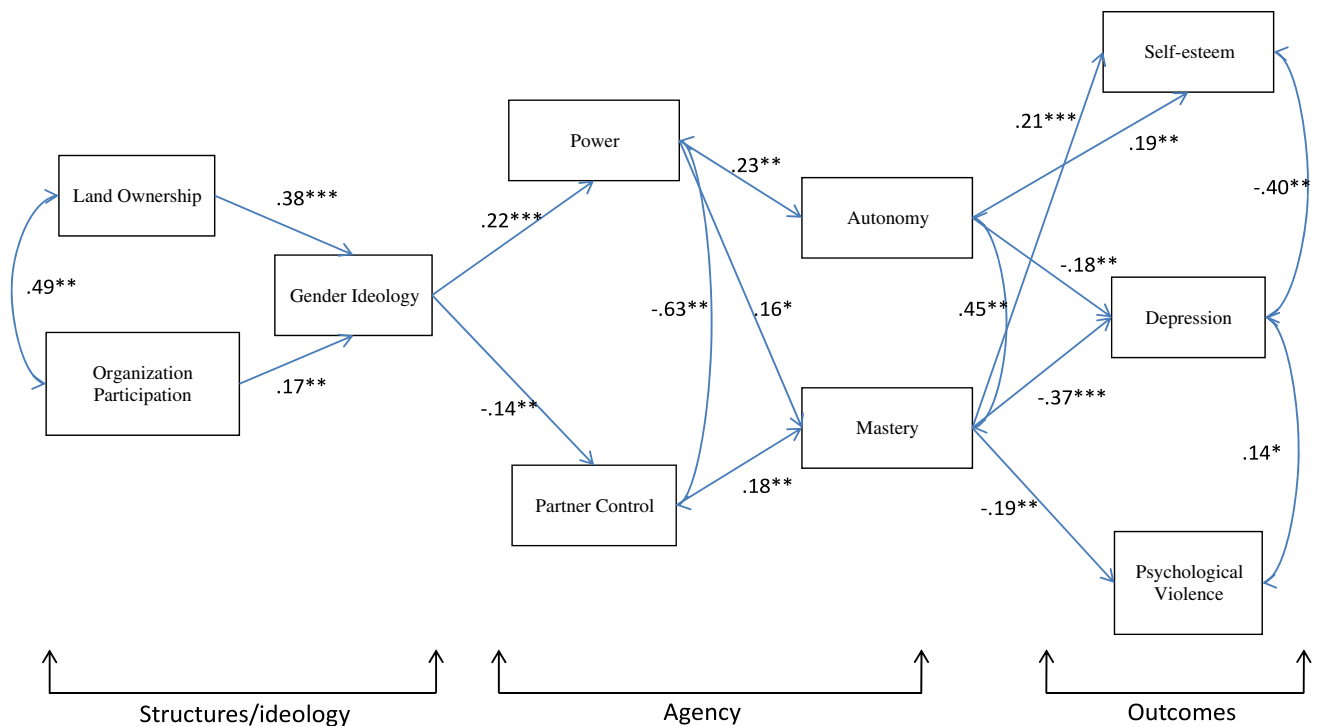 Self-esteem
.21***
.19**
Power
.23**
-.40**
Land Ownership
.38***
.22***
Autonomy
-.18**
.49**
Gender Ideology
-.63**
.16*
.45**
Depression
Organization
Participation
.17**
-.14**
-.37***
Mastery
.14*
Partner Control
.18**
-.19**
Psychological
Violence
Structures/ideology
Agency
Outcomes